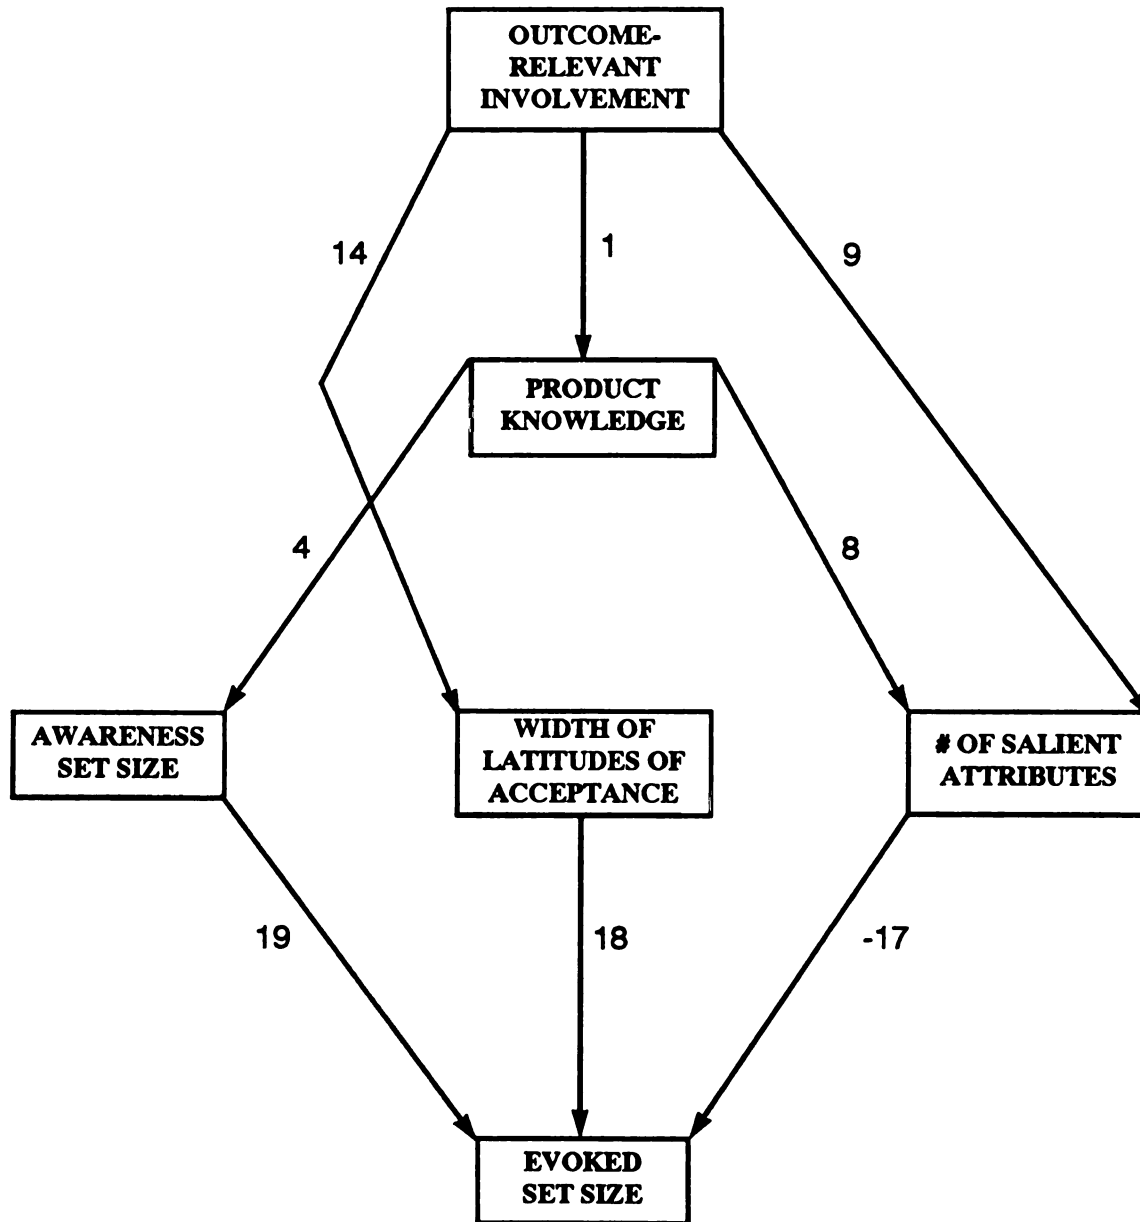 OUTCOME-
RELEVANT
INVOLVEMENT
14
1
9
PRODUCT
KNOWLEDGE
4
8
AWARENESS
SET SIZE
WIDTH OF
LATITUDES OF
ACCEPTANCE
# OF SALIENT
ATTRIBUTES
19
18
-17
EVOKED
SET SIZE